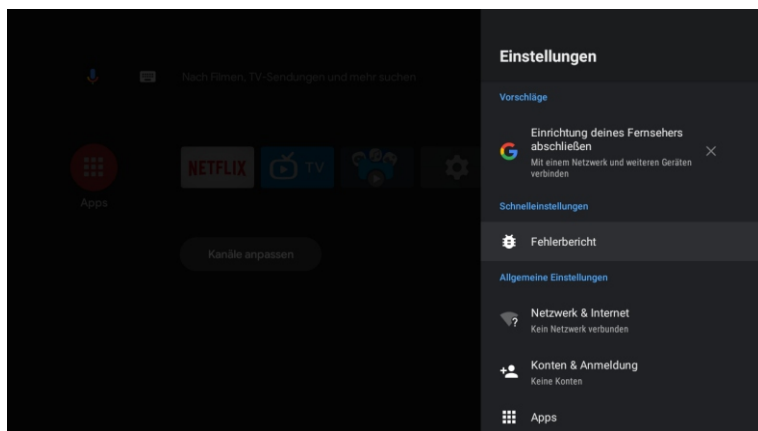 Einstellungen
Vorschläge
Nach Filmen, TV-Sendungen und mehr suchen
Einrichtung deines Fernsehers
abschließen
Mit einem Netzwerk und weiteren Geräten
verbinden
NETFLIX
TV
Apps
Schnelleinstellungen
Fehlerbericht
Kanäle anpassen
Allgemeine Einstellungen
Netzwerk & Internet
Kein Netzwerk verbunden
Konten & Anmeldung
Keine Konten
Apps